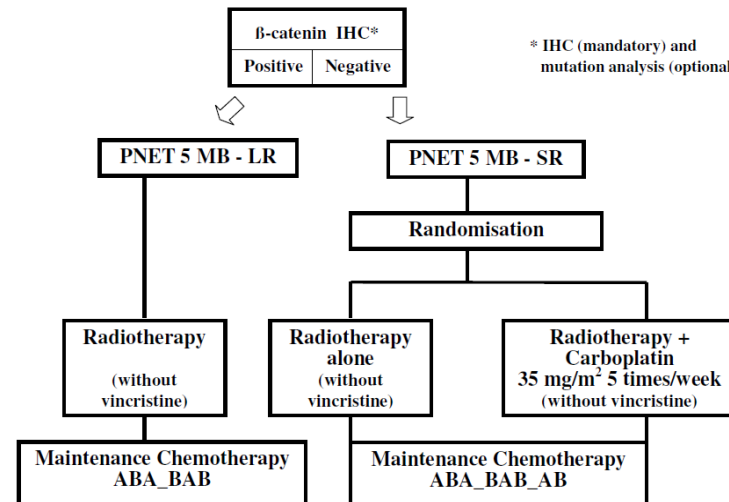 ß-catenin IHC*
Positive Negative
* IHC (mandatory) and
mutation analysis (optional
PNET 5 MB - LR
PNET 5 MB - SR
Randomisation
Radiotherapy
(without
vincristine)
Radiotherapy
alone
(without
vincristine)
Radiotherapy +
Carboplatin
35 mg/m² 5 times/week
(without vincristine)
Maintenance Chemotherapy
ABA_BAB
Maintenance Chemotherapy
ABA_BAB_AB